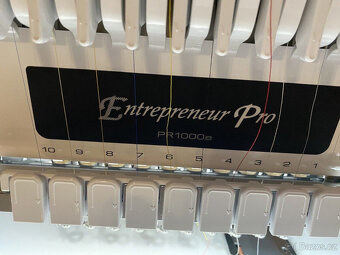 Entrepreneur Pro
PR1000e
10 9 8 7 6 5 4 3 2 1